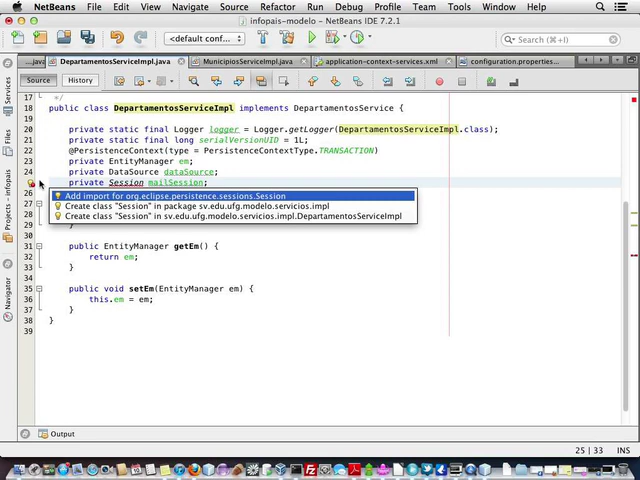 NetBeans File Edit View Navigate Source Refactor Run Debug Profile Team Tools Window Help
infopais-modelo - NetBeans IDE 7.2.1
<default conf...>
Search (⌘+I)
...java DepartamentosServiceImpl.java MunicipiosServiceImpl.java application-context-services.xml configuration.properties...
Source History
Services
Files
Projects - infopais
Navigator
17 */
18 public class DepartamentosServiceImpl implements DepartamentosService {
19
20 private static final Logger logger = Logger.getLogger(DepartamentosServiceImpl.class);
21 private static final long serialVersionUID = 1L;
22 @PersistenceContext(type = PersistenceContextType.TRANSACTION)
23 private EntityManager em;
24 private DataSource dataSource;
private Session mailSession;
26
27
Add import for org.eclipse.persistence.sessions.Session
28
Create class "Session" in package sv.edu.ufg.modelo.servicios.impl
Create class "Session" in sv.edu.ufg.modelo.servicios.impl.DepartamentosServiceImpl
29 }
30
31 public EntityManager getEm() {
32 return em;
33 }
34
35 public void setEm(EntityManager em) {
36 this.em = em;
37 }
38 }
39
Output
25 | 33 INS